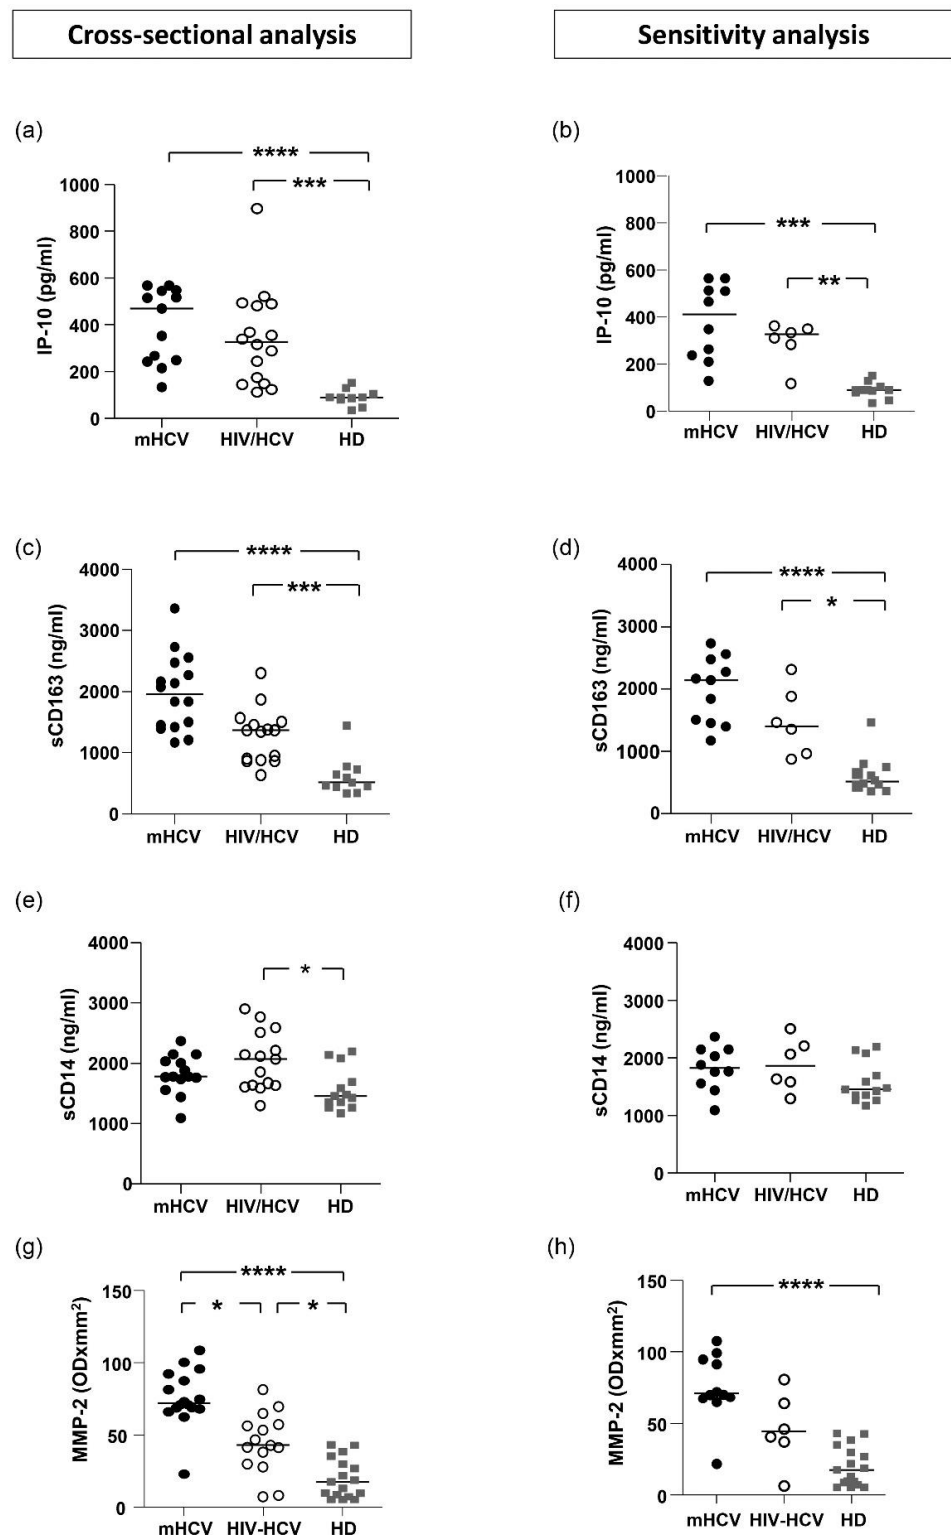 Cross-sectional analysis
Sensitivity analysis
(a)
(b)
****
***
1000
800
600
400
200
0
IP-10 (pg/ml)
mHCV HIV/HCV HD
***
**
1000
800
600
400
200
0
IP-10 (pg/ml)
mHCV HIV/HCV HD
(c)
(d)
****
***
4000
3000
2000
1000
0
sCD163 (ng/ml)
mHCV HIV/HCV HD
****
*
4000
3000
2000
1000
0
sCD163 (ng/ml)
mHCV HIV/HCV HD
(e)
(f)
*
4000
3000
2000
1000
0
sCD14 (ng/ml)
mHCV HIV/HCV HD
4000
3000
2000
1000
0
sCD14 (ng/ml)
mHCV HIV/HCV HD
(g)
(h)
****
* *
150
100
50
0
MMP-2 (ODxmm²)
mHCV HIV-HCV HD
****
150
100
50
0
MMP-2 (ODxmm²)
mHCV HIV-HCV HD